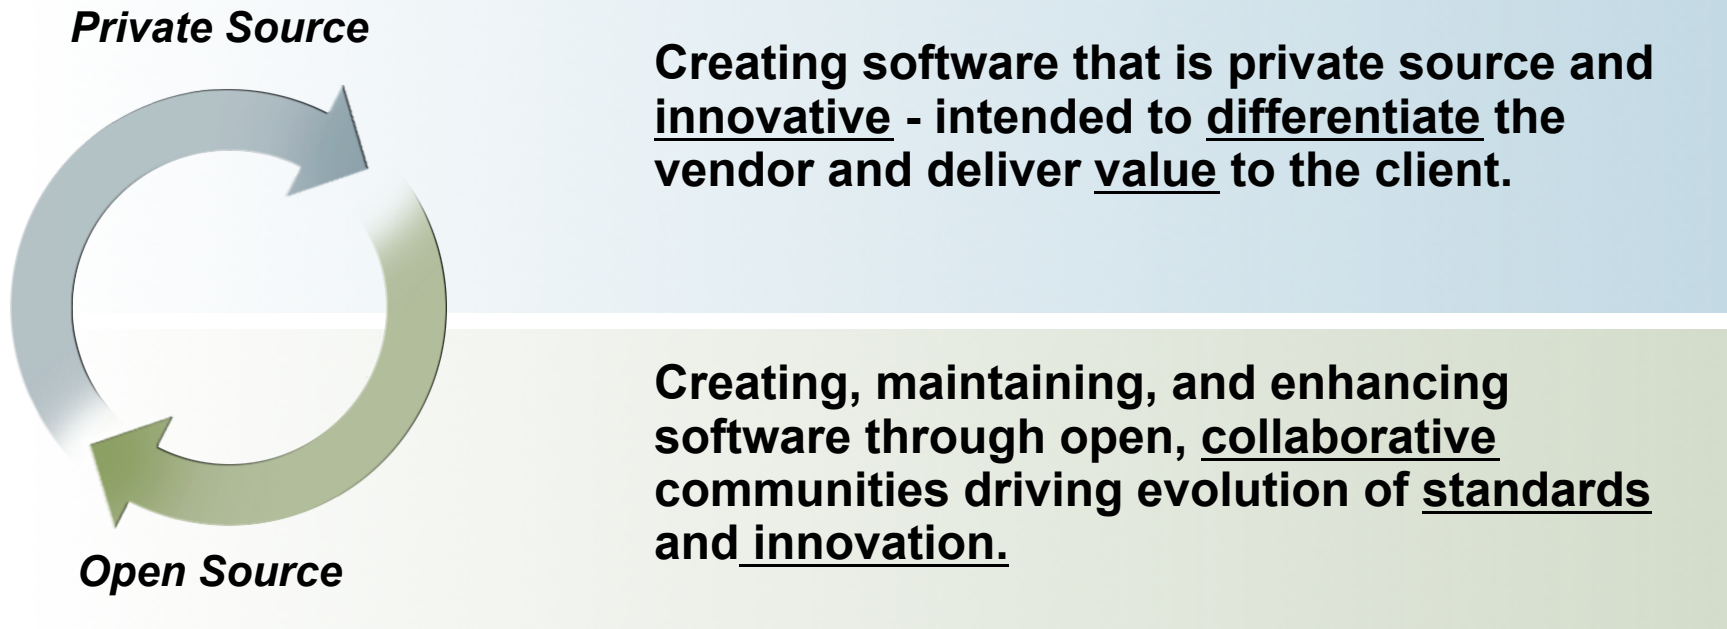 Private Source
Creating software that is private source and
innovative - intended to differentiate the
vendor and deliver value to the client.
Creating, maintaining, and enhancing
software through open, collaborative
communities driving evolution of standards
and innovation.
Open Source